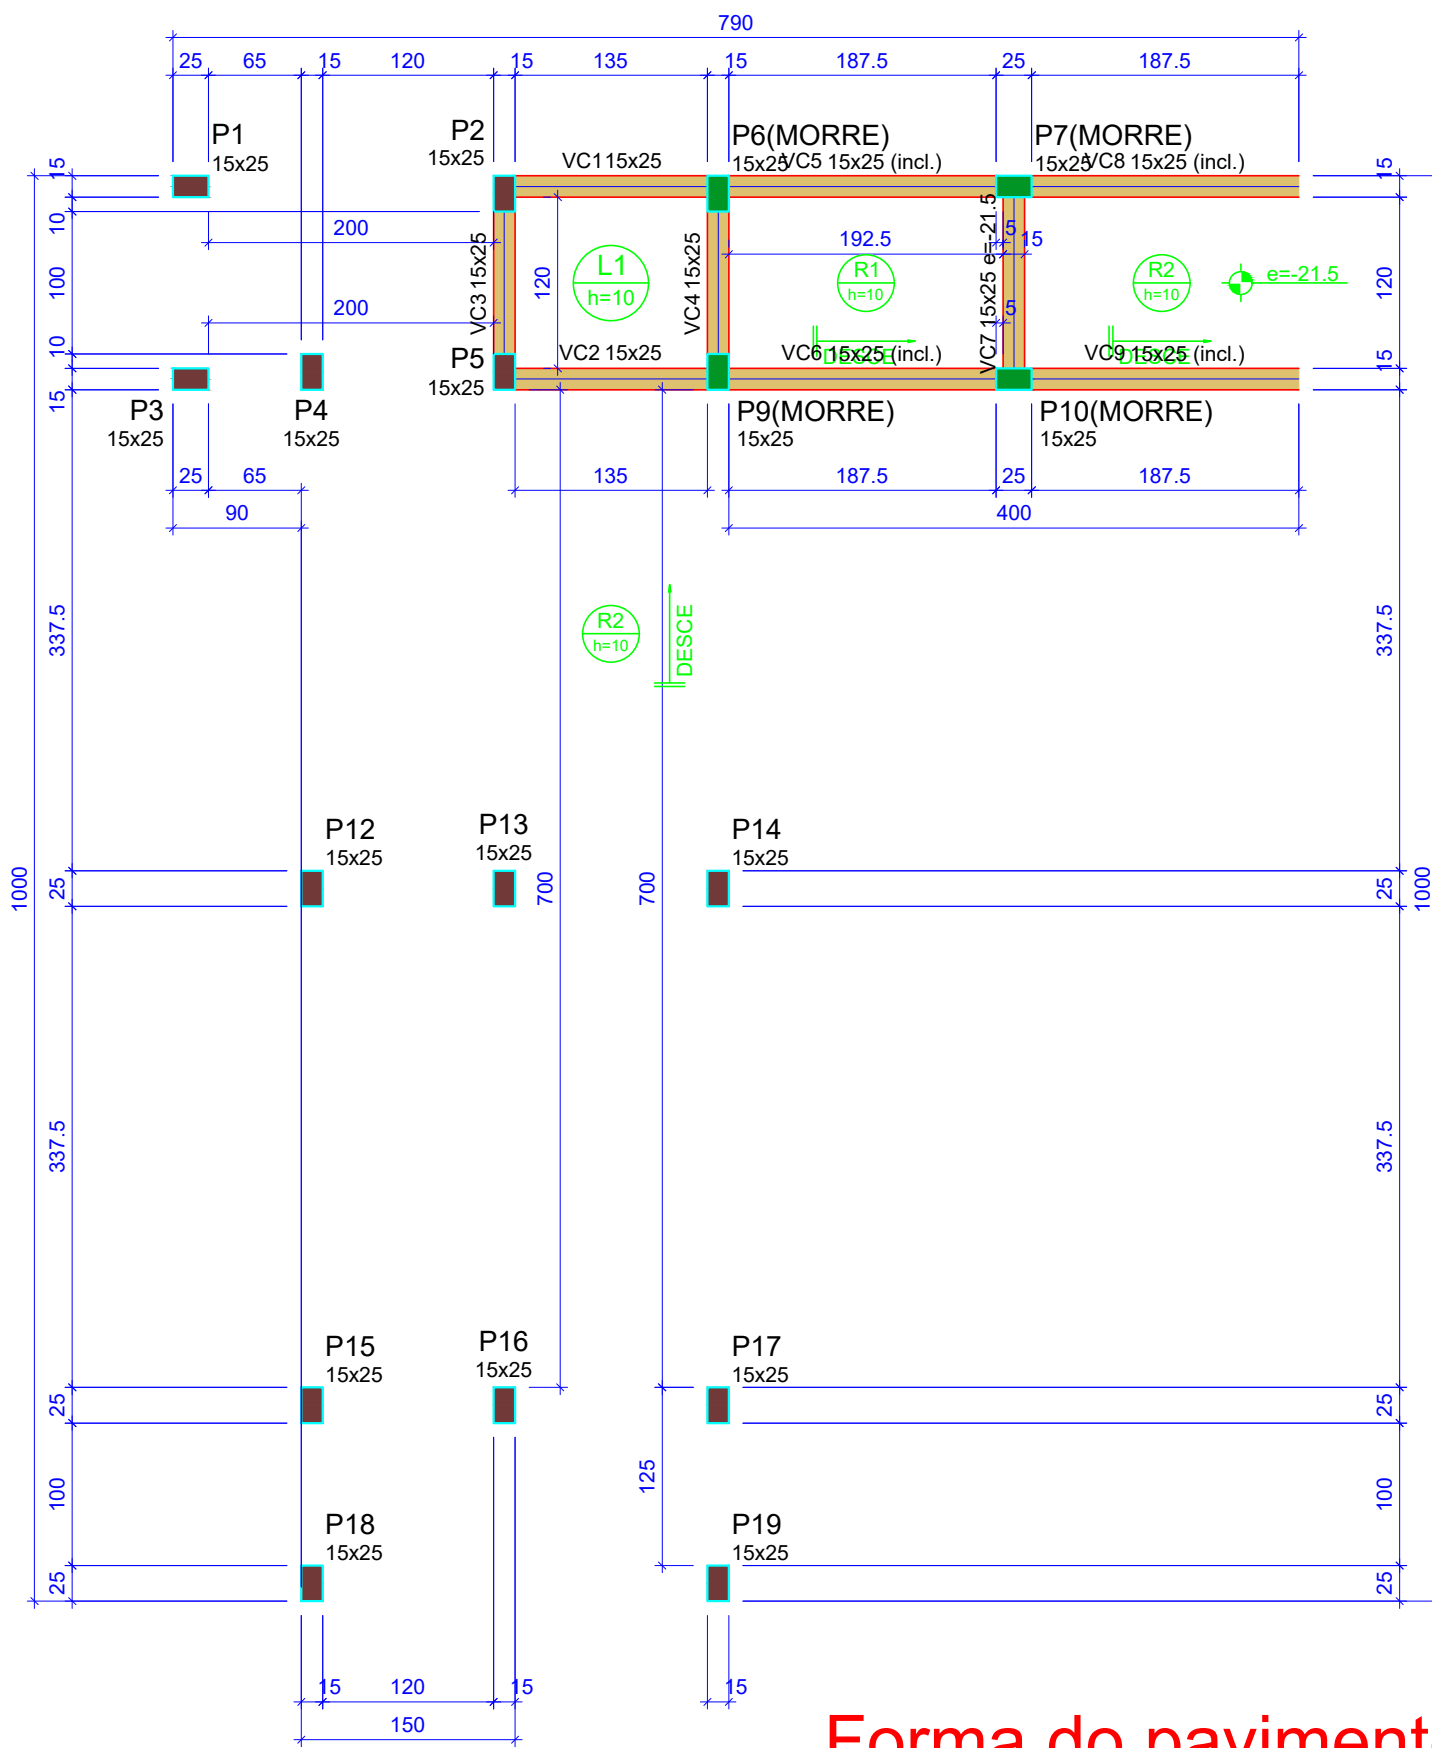 790
25 65 15 120 15 135 15 187.5 25 187.5
P1
15x25
P2
15x25
VC1 15x25
P6(MORRE)
15x25
VC5 15x25 (incl.)
P7(MORRE)
15x25
VC8 15x25 (incl.)
15
10
100
10
15
200
200
VC3 15x25
120
L1
h=10
VC4 15x25
192.5
R1
h=10
DESCE
VC7 15x25 e=-21.5
5
15
5
R2
h=10
e=-21.5
DESCE
15
120
15
VC2 15x25
VC6 15x25 (incl.)
VC9 15x25 (incl.)
P3
15x25
P4
15x25
P5
15x25
P9(MORRE)
15x25
P10(MORRE)
15x25
25 65
90
135 187.5 25 187.5
400
337.5
R2
h=10
DESCE
337.5
P12
15x25
P13
15x25
P14
15x25
1000
25
700
700
25
1000
337.5
337.5
P15
15x25
P16
15x25
P17
15x25
25
25
100
125
100
P18
15x25
P19
15x25
25
25
15 120 15 15
150
Forma do paviment